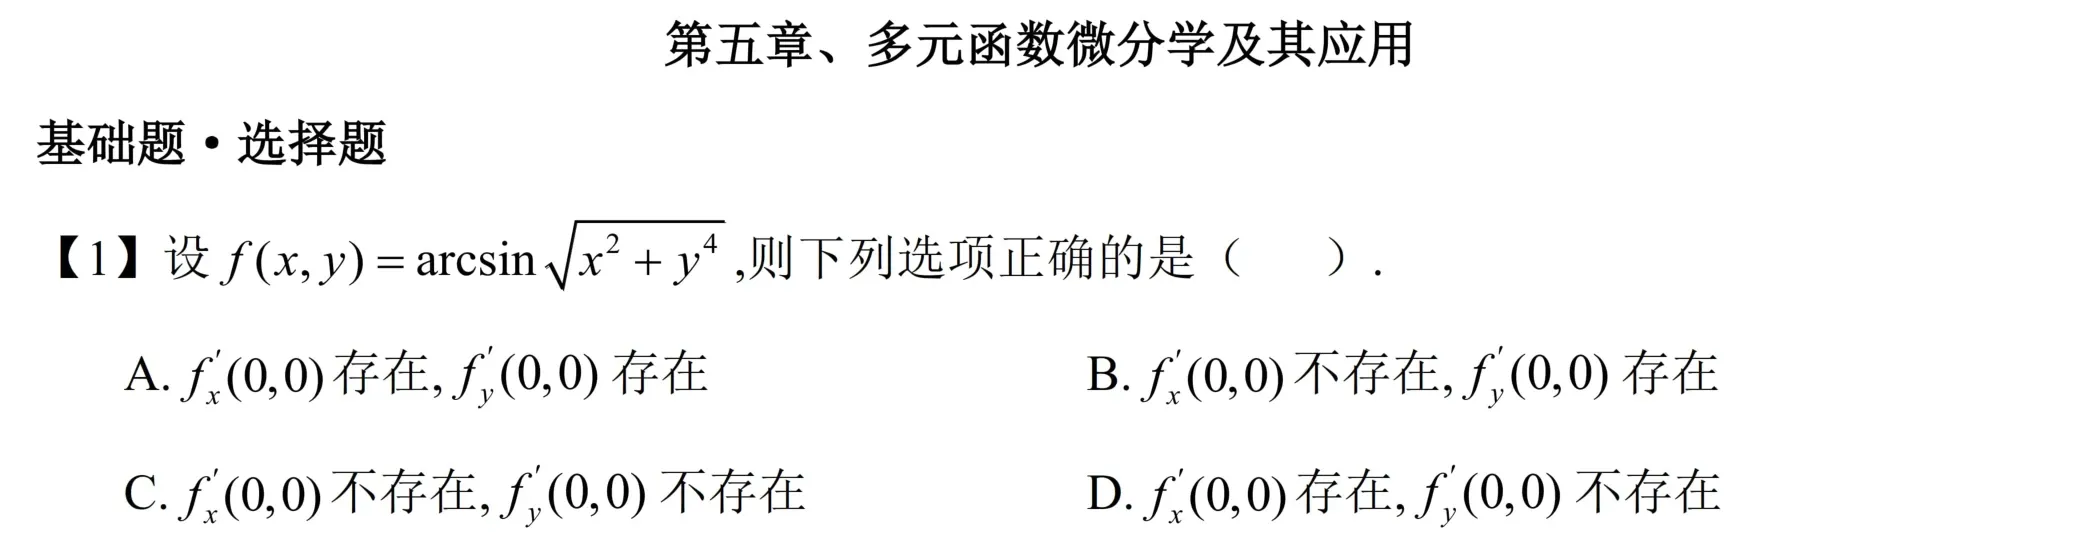 第五章、多元函数微分学及其应用
基础题·选择题
【1】设 $f(x,y)=\arcsin\sqrt{x^2+y^4}$,则下列选项正确的是（　　）.
A. $f_x'(0,0)$ 存在, $f_y'(0,0)$ 存在
B. $f_x'(0,0)$ 不存在, $f_y'(0,0)$ 存在
C. $f_x'(0,0)$ 不存在, $f_y'(0,0)$ 不存在
D. $f_x'(0,0)$ 存在, $f_y'(0,0)$ 不存在